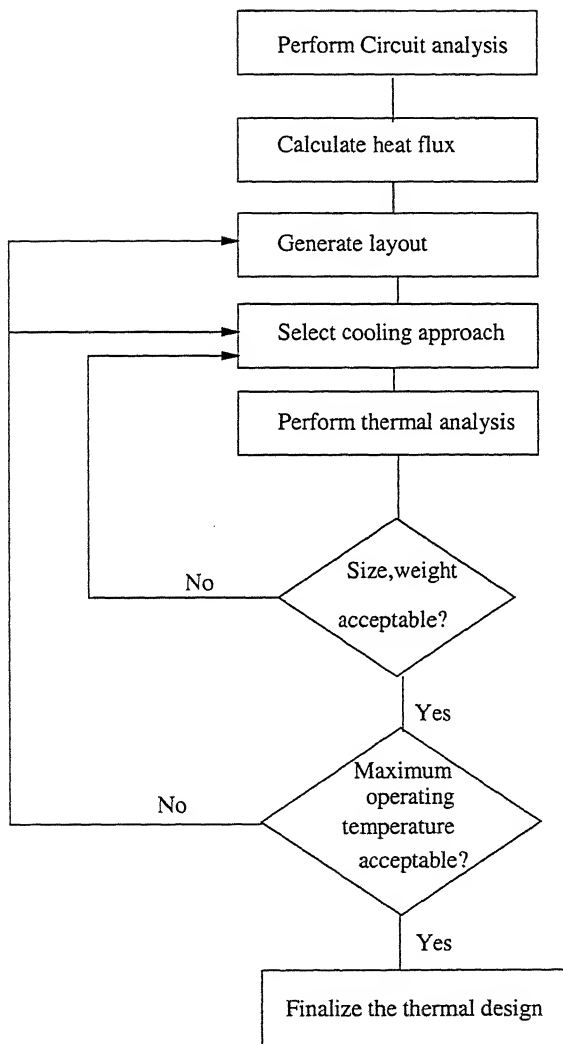 Perform Circuit analysis
Calculate heat flux
Generate layout
Select cooling approach
Perform thermal analysis
Size,weight
acceptable?
No
Yes
Maximum
operating
temperature
acceptable?
No
Yes
Finalize the thermal design